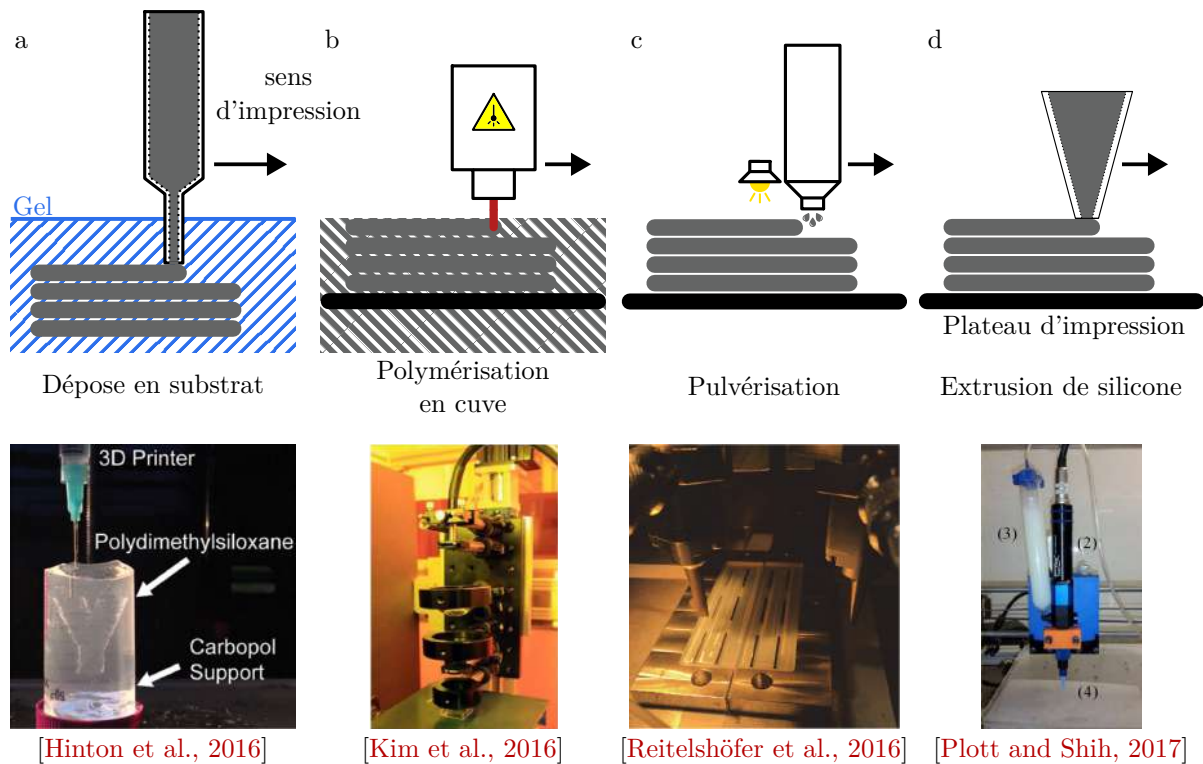 a
b
c
d
sens
d'impression
Gel
Plateau d'impression
Dépose en substrat
Polymérisation
en cuve
Pulvérisation
Extrusion de silicone
3D Printer
Polydimethylsiloxane
Carbopol
Support
(3)
(2)
(4)
[Hinton et al., 2016]
[Kim et al., 2016]
[Reitelshöfer et al., 2016]
[Plott and Shih, 2017]